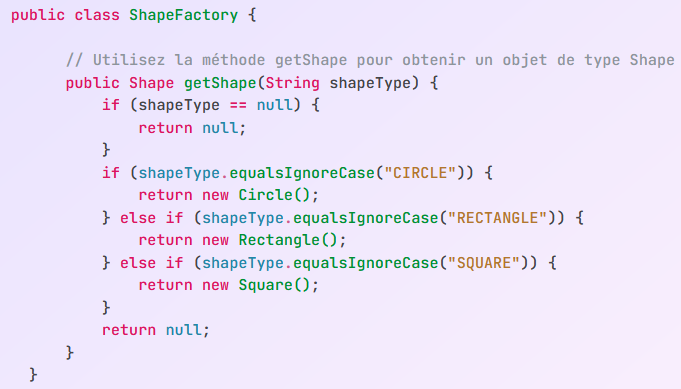 public class ShapeFactory {
// Utilisez la méthode getShape pour obtenir un objet de type Shape
public Shape getShape(String shapeType) {
if (shapeType == null) {
return null;
}
if (shapeType.equalsIgnoreCase("CIRCLE")) {
return new Circle();
} else if (shapeType.equalsIgnoreCase("RECTANGLE")) {
return new Rectangle();
} else if (shapeType.equalsIgnoreCase("SQUARE")) {
return new Square();
}
return null;
}
}